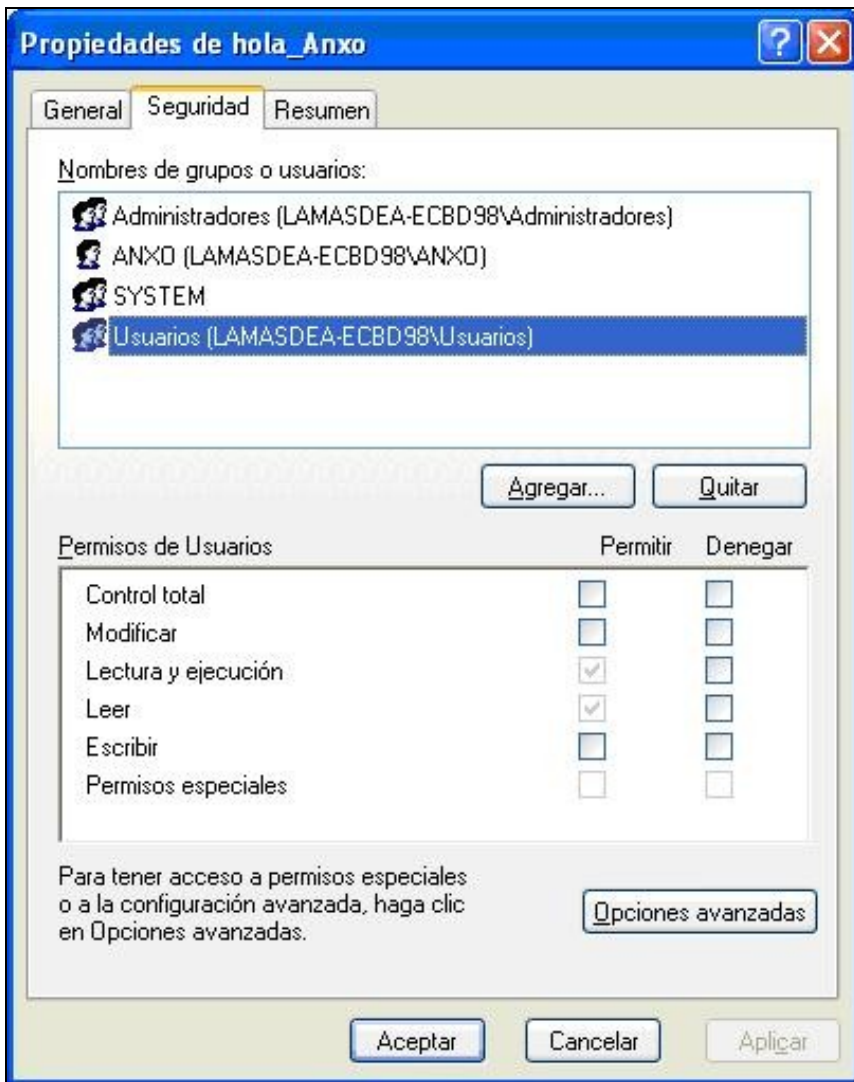 Propiedades de hola_Anxo
General Seguridad Resumen
Nombres de grupos o usuarios:
Administradores (LAMASDEA-ECBD98\Administradores)
ANXO (LAMASDEA-ECBD98\ANXO)
SYSTEM
Usuarios (LAMASDEA-ECBD98\Usuarios)
Agregar... Quitar
Permisos de Usuarios Permitir Denegar
Control total
Modificar
Lectura y ejecución
Leer
Escribir
Permisos especiales
Para tener acceso a permisos especiales
o a la configuración avanzada, haga clic
en Opciones avanzadas.
Opciones avanzadas
Aceptar Cancelar Aplicar